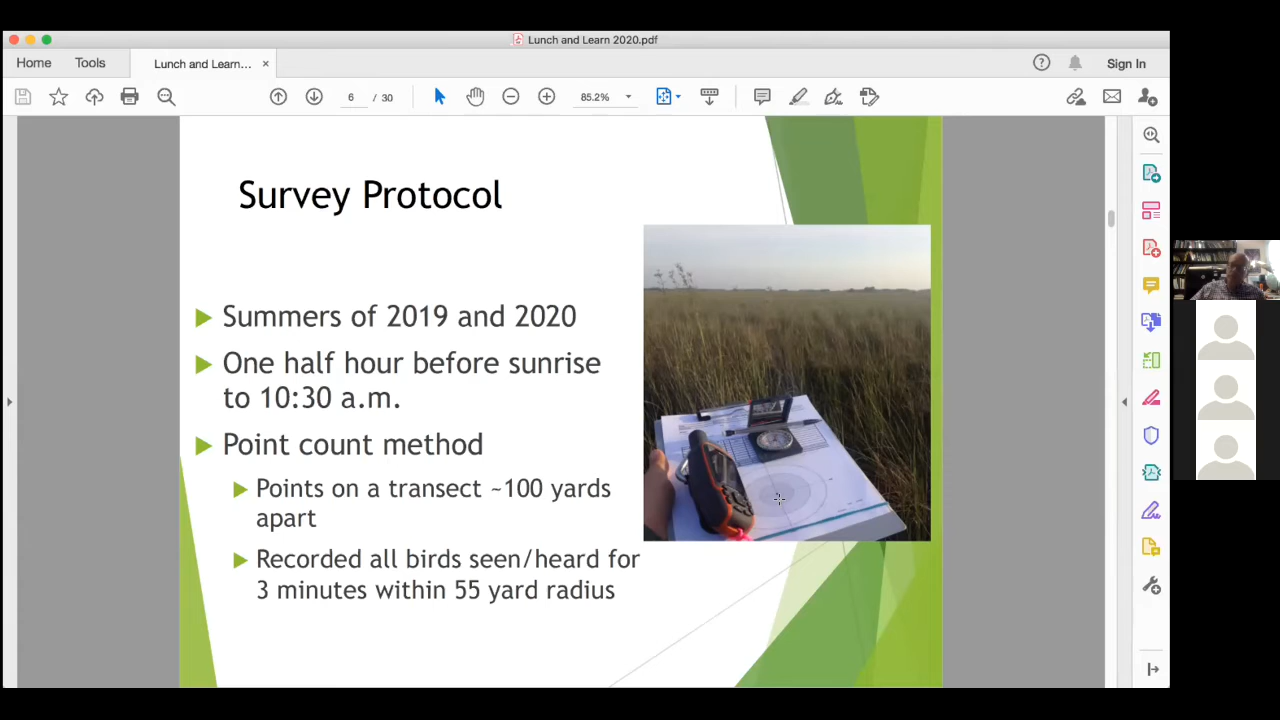 Lunch and Learn 2020.pdf
Home Tools Lunch and Learn... × Sign In
6 / 30 85.2%
Survey Protocol
Summers of 2019 and 2020
One half hour before sunrise
to 10:30 a.m.
Point count method
Points on a transect ~100 yards
apart
Recorded all birds seen/heard for
3 minutes within 55 yard radius